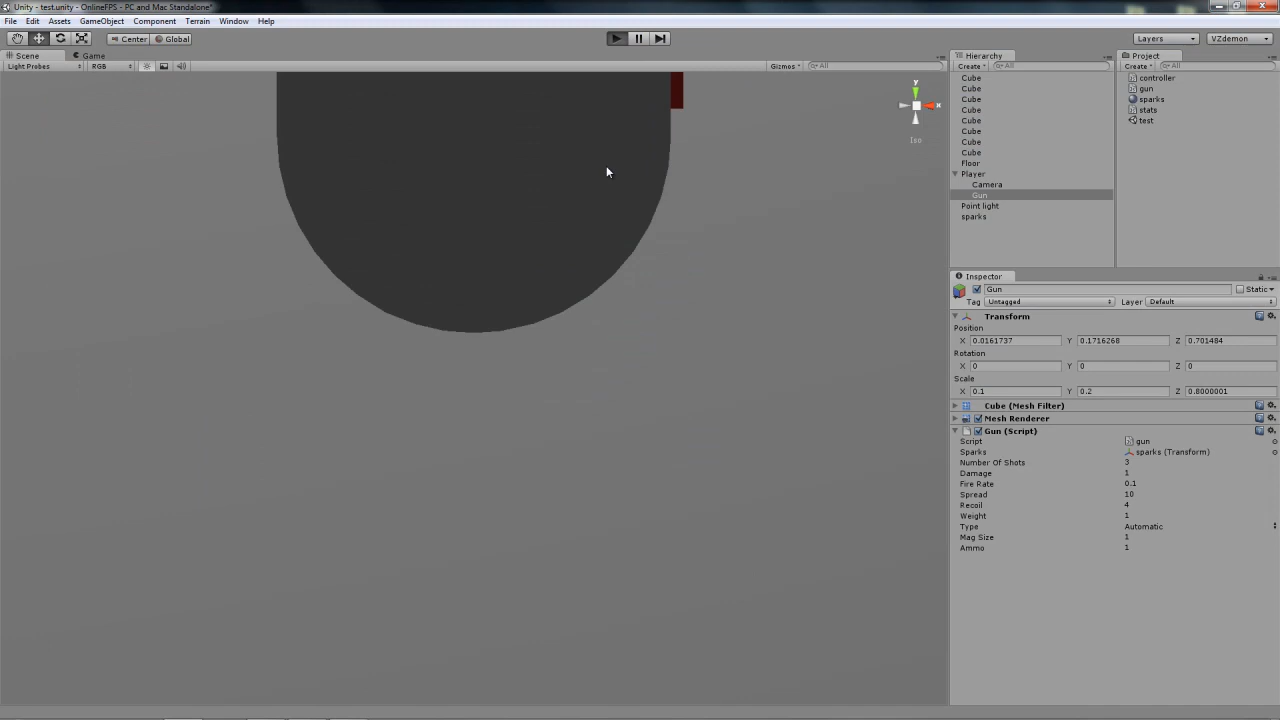 Unity - test.unity - OnlineFPS - PC and Mac Standalone*
File Edit Assets GameObject Component Terrain Window Help
Center Global Layers VZdemon
Scene Game Hierarchy Project
Light Probes RGB Gizmos All Create All Create All
Cube
Cube
Cube
Cube
Cube
Cube
Cube
Cube
Floor
Player
Camera
Gun
Point light
sparks
controller
gun
sparks
stats
test
y
x
Iso
Inspector
Gun Static
Tag Untagged Layer Default
Transform
Position
X 0.0161737 Y 0.1716268 Z 0.701484
Rotation
X 0 Y 0 Z 0
Scale
X 0.1 Y 0.2 Z 0.8000001
Cube (Mesh Filter)
Mesh Renderer
Gun (Script)
Script gun
Sparks sparks (Transform)
Number Of Shots 3
Damage 1
Fire Rate 0.1
Spread 10
Recoil 4
Weight 1
Type Automatic
Mag Size 1
Ammo 1